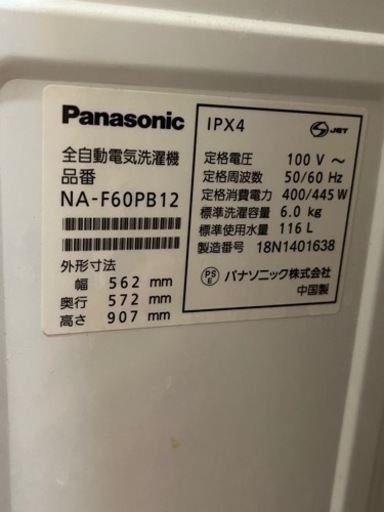 Panasonic
全自動電気洗濯機
品番
NA-F60PB12
外形寸法
幅 562 mm
奥行 572 mm
高さ 907 mm
IPX4
S JET
定格電圧 100 V ～
定格周波数 50/60 Hz
定格消費電力 400/445 W
標準洗濯容量 6.0 kg
標準使用水量 116 L
製造番号 18N1401638
PS E パナソニック株式会社
中国製